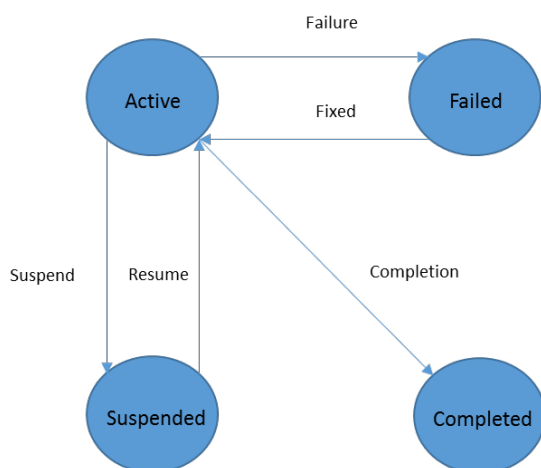 Failure
Active
Failed
Fixed
Suspend
Resume
Completion
Suspended
Completed